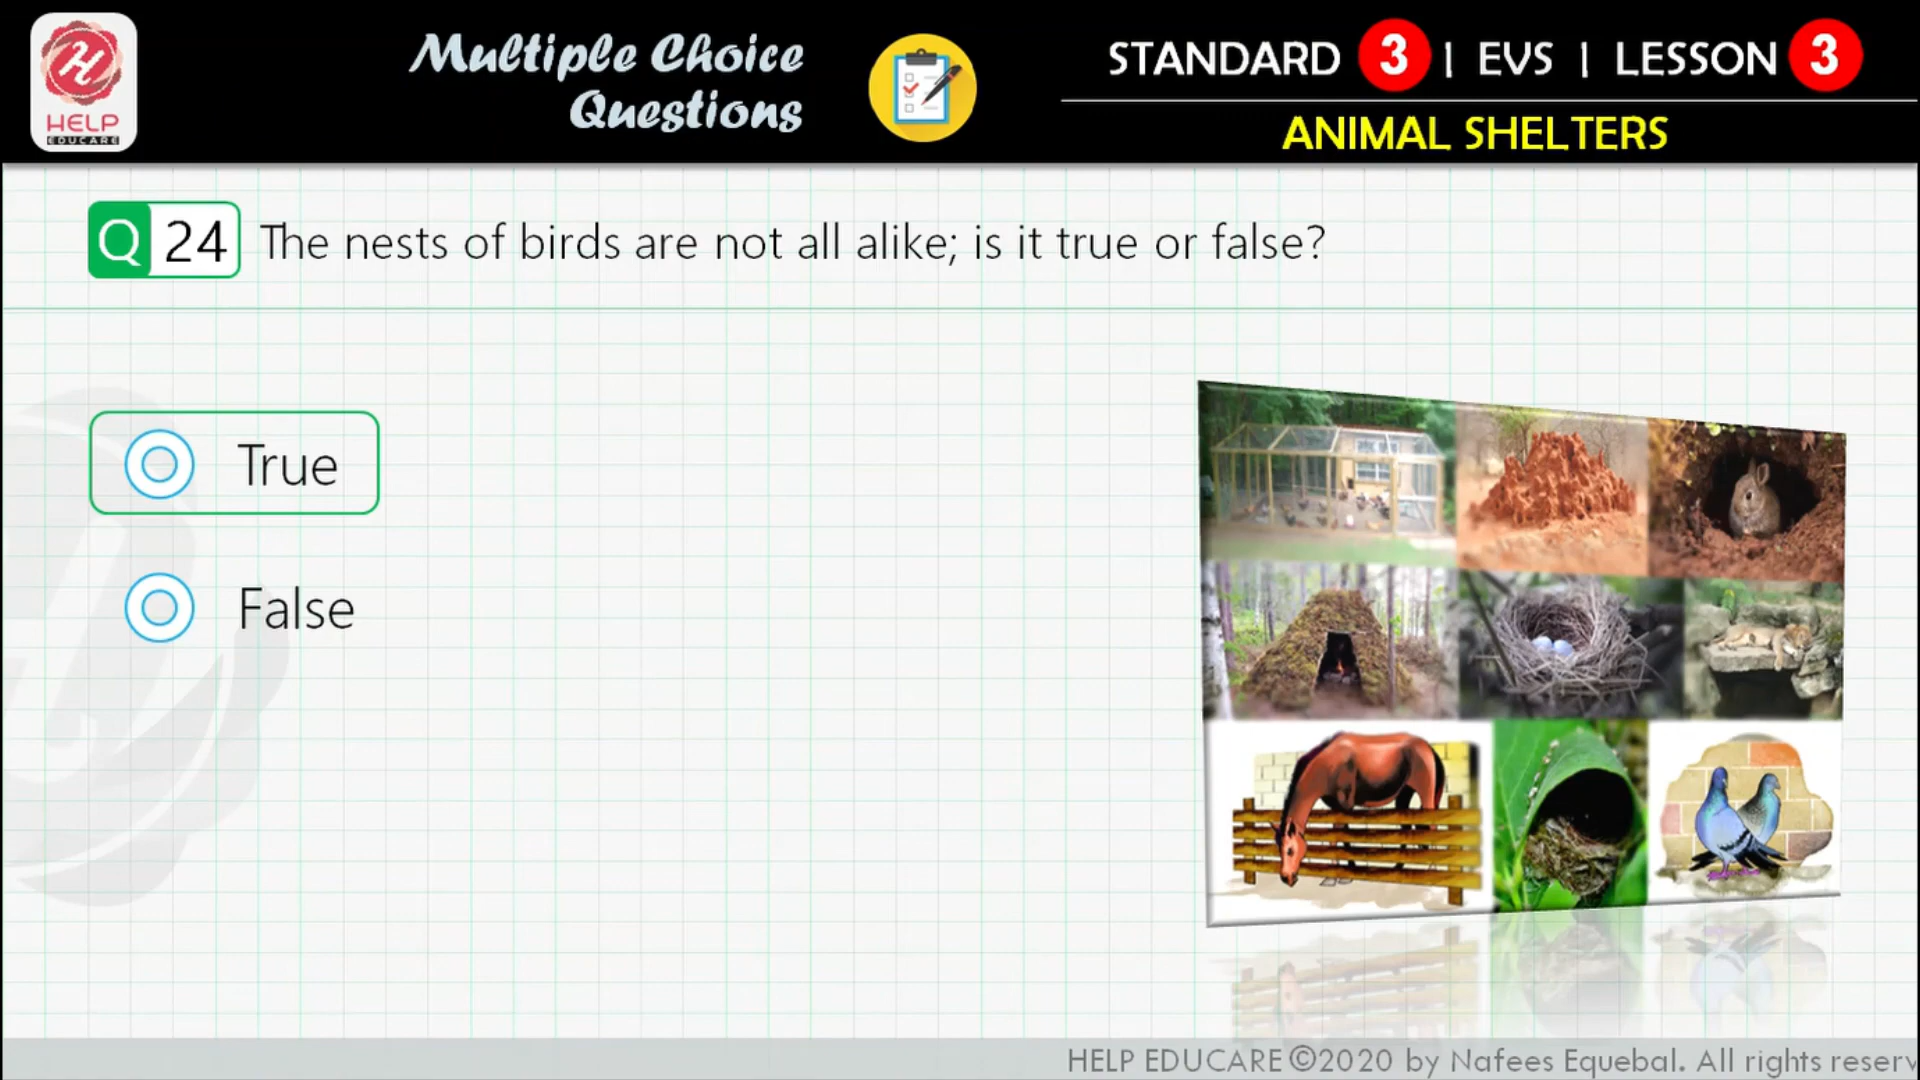 HELP
EDUCARE
Multiple Choice
Questions
STANDARD 3 | EVS | LESSON 3
ANIMAL SHELTERS
Q 24 The nests of birds are not all alike; is it true or false?
True
False
HELP EDUCARE ©2020 by Nafees Equebal. All rights reserv